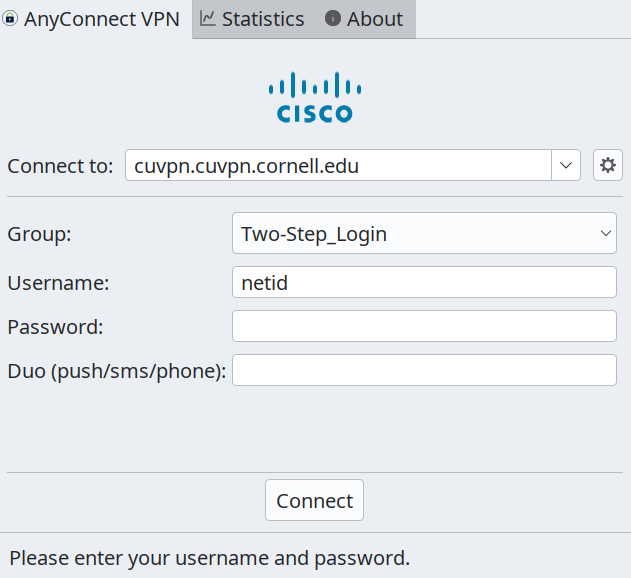 AnyConnect VPN Statistics About
CISCO
Connect to: cuvpn.cuvpn.cornell.edu
Group: Two-Step_Login
Username: netid
Password:
Duo (push/sms/phone):
Connect
Please enter your username and password.